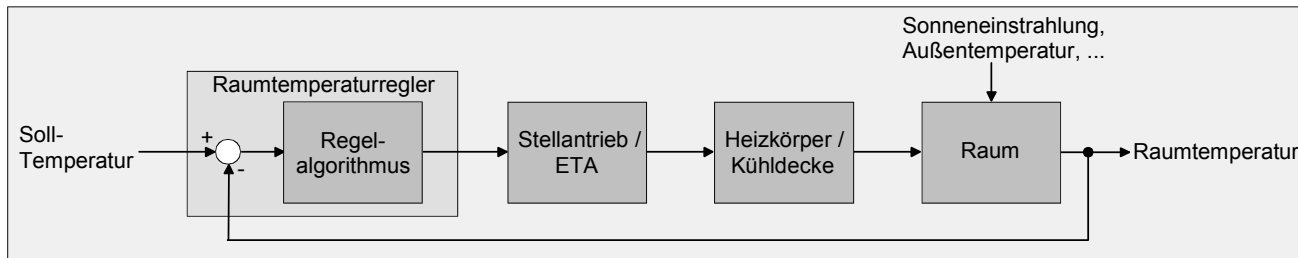 Sonneneinstrahlung,
Außentemperatur, ...
Raumtemperaturregler
Soll-
Temperatur
+
-
Regel-
algorithmus
Stellantrieb /
ETA
Heizkörper /
Kühldecke
Raum
Raumtemperatur